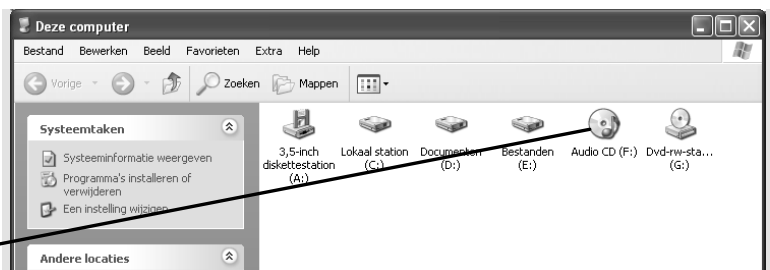 Deze computer
Bestand Bewerken Beeld Favorieten Extra Help
Vorige Zoeken Mappen
Systeemtaken
Systeeminformatie weergeven
Programma's installeren of
verwijderen
Een instelling wijzigen
Andere locaties
3,5-inch
diskettestation
(A:)
Lokaal station
(C:)
Documenten
(D:)
Bestanden
(E:)
Audio CD (F:)
Dvd-rw-sta...
(G:)